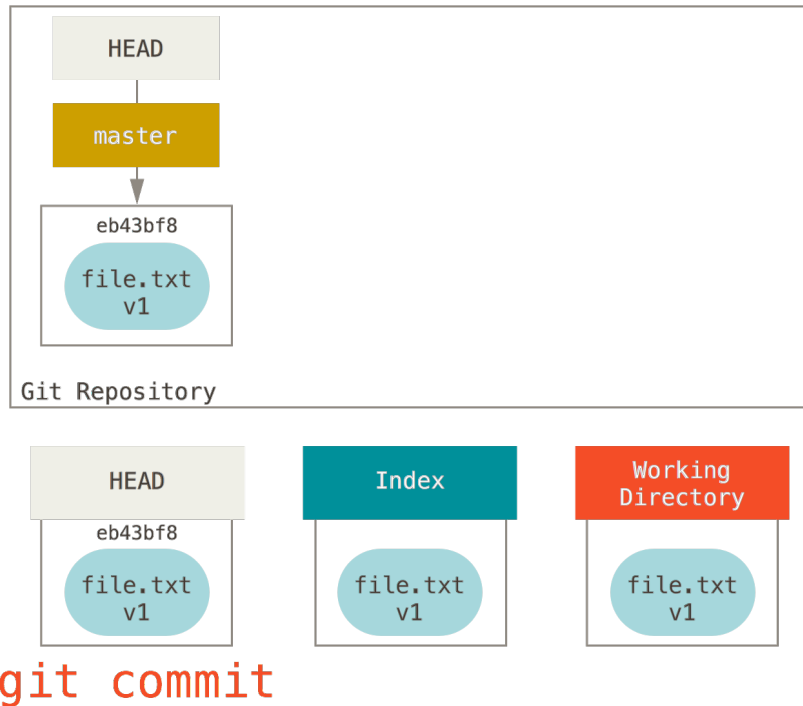 HEAD
master
eb43bf8
file.txt
v1
Git Repository
HEAD
Index
Working
Directory
eb43bf8
file.txt
v1
file.txt
v1
file.txt
v1
git commit